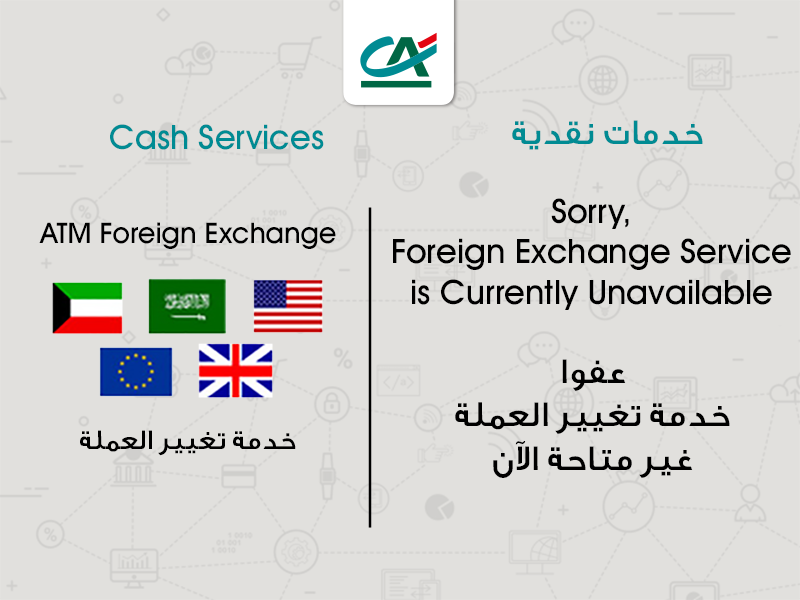 CA
Cash Services
خدمات نقدية
ATM Foreign Exchange
خدمة تغيير العملة
Sorry,
Foreign Exchange Service
is Currently Unavailable
عفوا
خدمة تغيير العملة
غير متاحة الآن